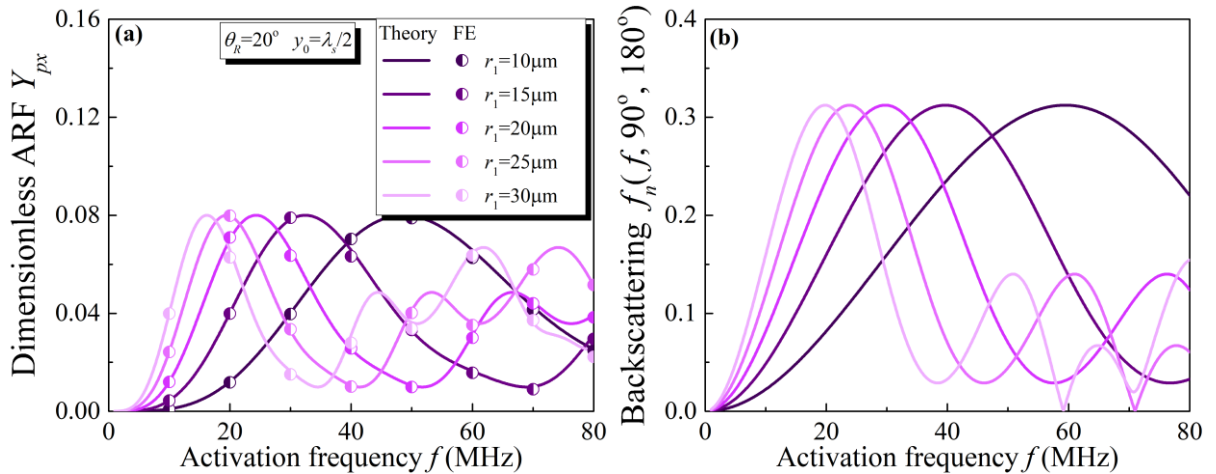 (a)
θR=20° y0=λs/2
Theory FE
r1=10μm
r1=15μm
r1=20μm
r1=25μm
r1=30μm
Dimensionless ARF Ypx
0.16
0.12
0.08
0.04
0.00
0 20 40 60 80
Activation frequency f (MHz)
(b)
Backscattering fn( f, 90°, 180°)
0.4
0.3
0.2
0.1
0.0
0 20 40 60 80
Activation frequency f (MHz)